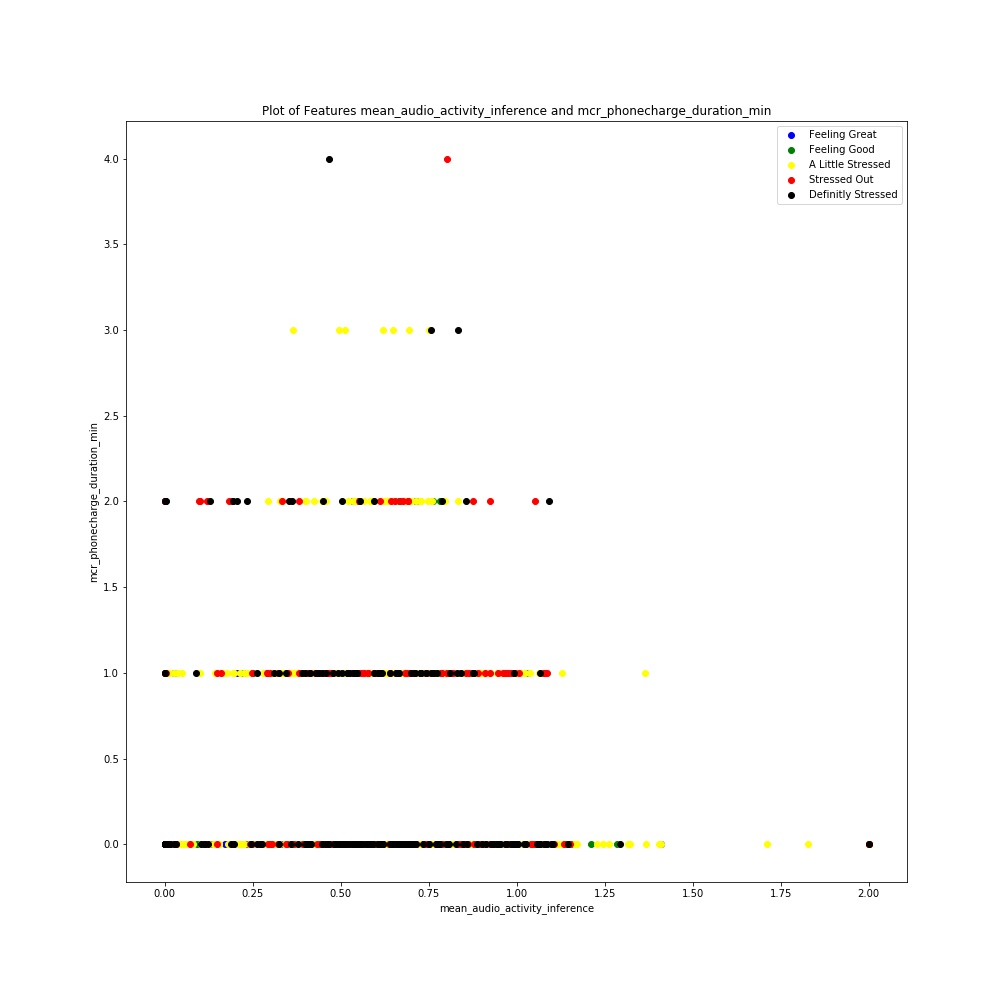 Plot of Features mean_audio_activity_inference and mcr_phonecharge_duration_min
Feeling Great
Feeling Good
A Little Stressed
Stressed Out
Definitly Stressed
4.0
3.5
3.0
2.5
2.0
1.5
1.0
0.5
0.0
mcr_phonecharge_duration_min
0.00 0.25 0.50 0.75 1.00 1.25 1.50 1.75 2.00
mean_audio_activity_inference